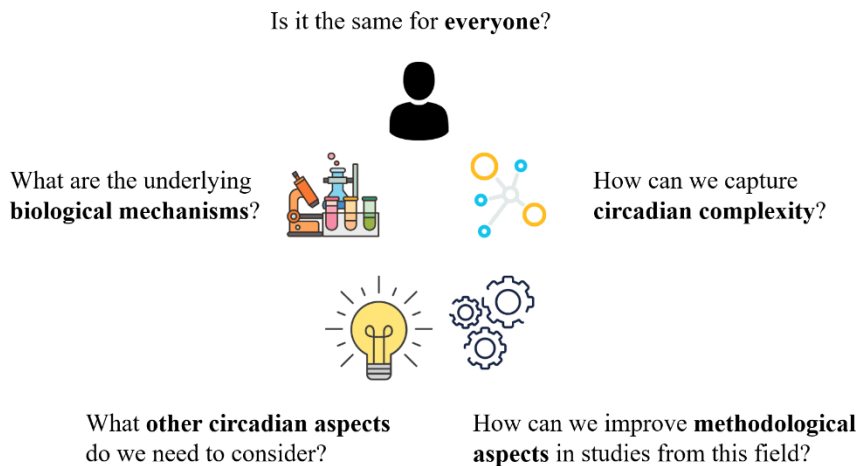 Is it the same for everyone?
What are the underlying
biological mechanisms?
How can we capture
circadian complexity?
What other circadian aspects
do we need to consider?
How can we improve methodological
aspects in studies from this field?